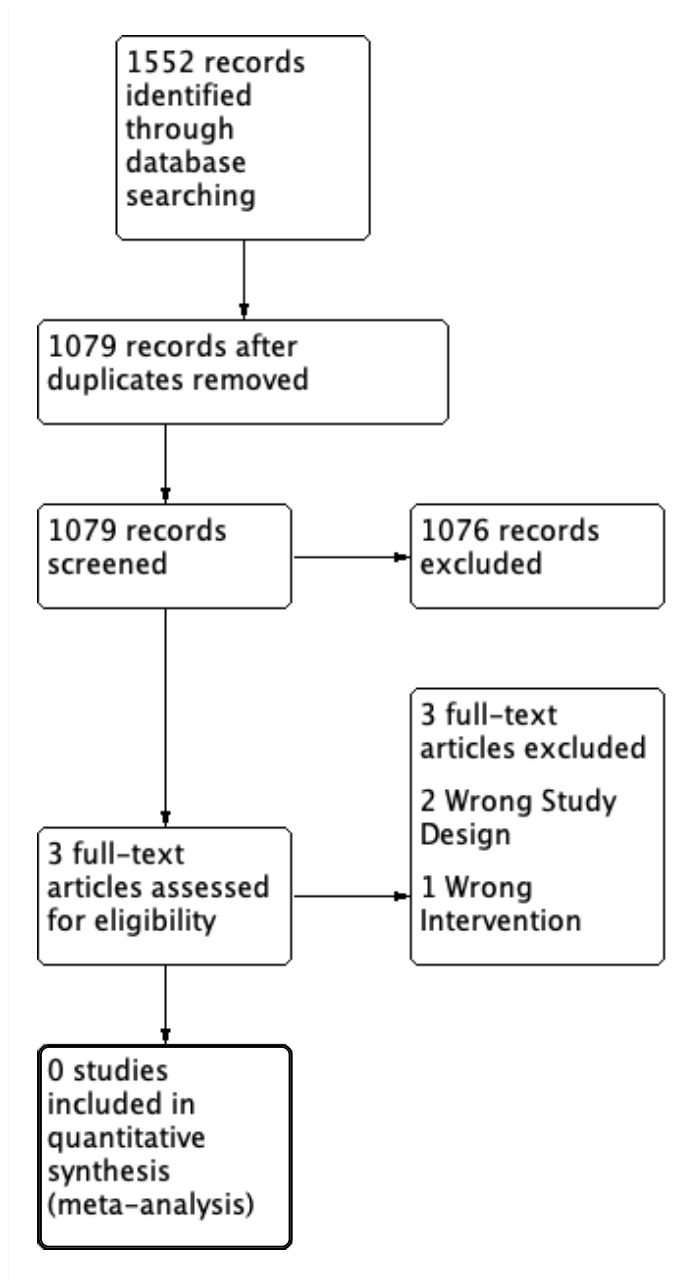 1552 records
identified
through
database
searching
1079 records after
duplicates removed
1079 records
screened
1076 records
excluded
3 full-text
articles assessed
for eligibility
3 full-text
articles excluded
2 Wrong Study
Design
1 Wrong
Intervention
0 studies
included in
quantitative
synthesis
(meta-analysis)